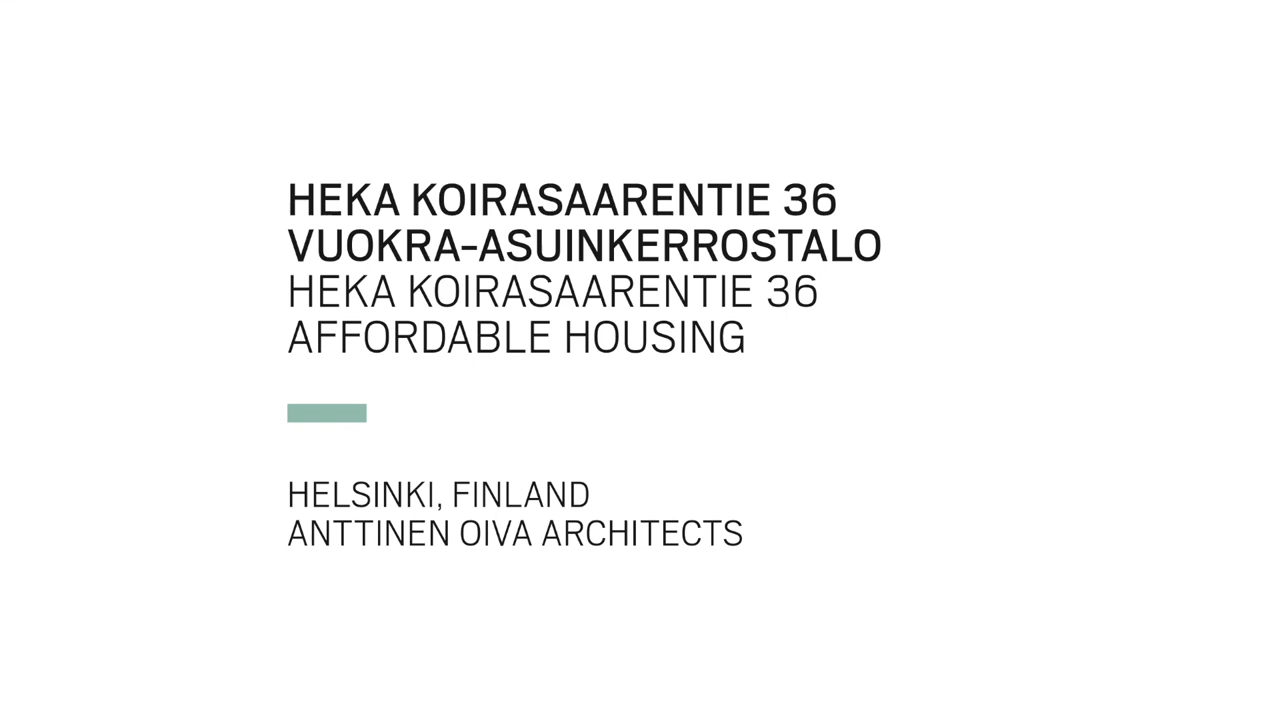 HEKA KOIRASAARENTIE 36
VUOKRA-ASUINKERROSTALO
HEKA KOIRASAARENTIE 36
AFFORDABLE HOUSING
HELSINKI, FINLAND
ANTTINEN OIVA ARCHITECTS